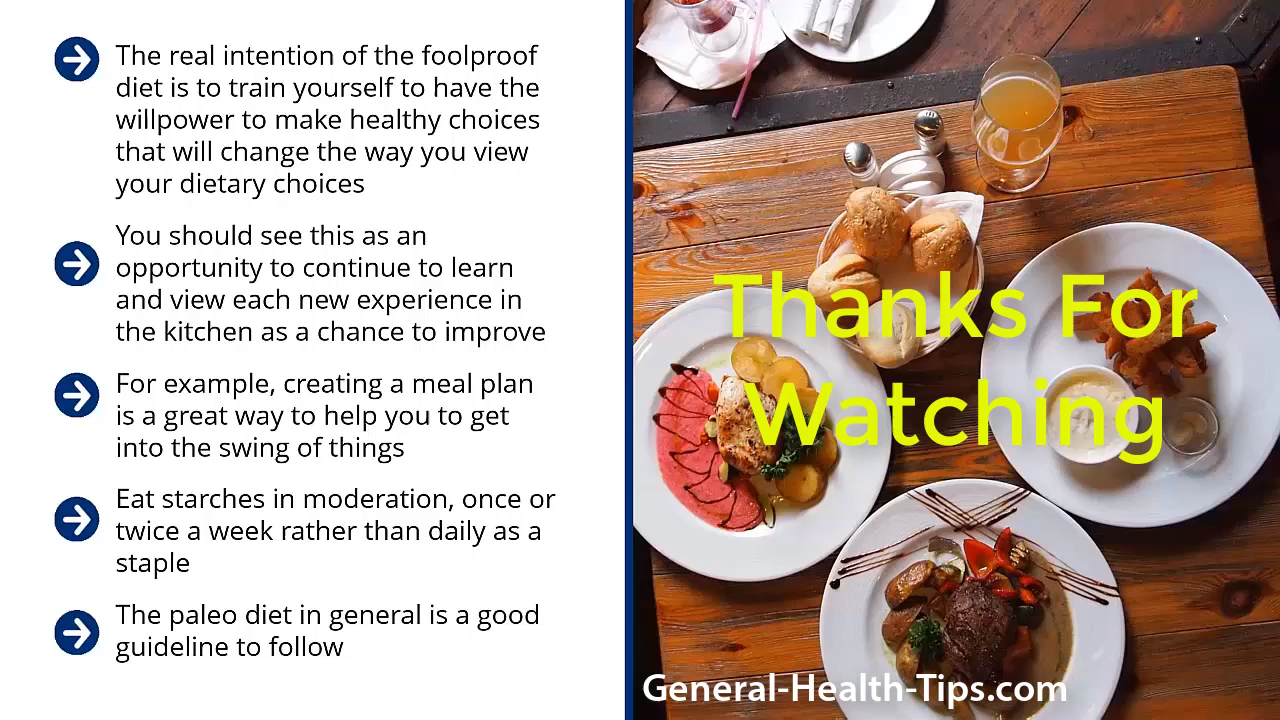 The real intention of the foolproof
diet is to train yourself to have the
willpower to make healthy choices
that will change the way you view
your dietary choices
You should see this as an
opportunity to continue to learn
and view each new experience in
the kitchen as a chance to improve
For example, creating a meal plan
is a great way to help you to get
into the swing of things
Eat starches in moderation, once or
twice a week rather than daily as a
staple
The paleo diet in general is a good
guideline to follow
Thanks For
Watching
General-Health-Tips.com